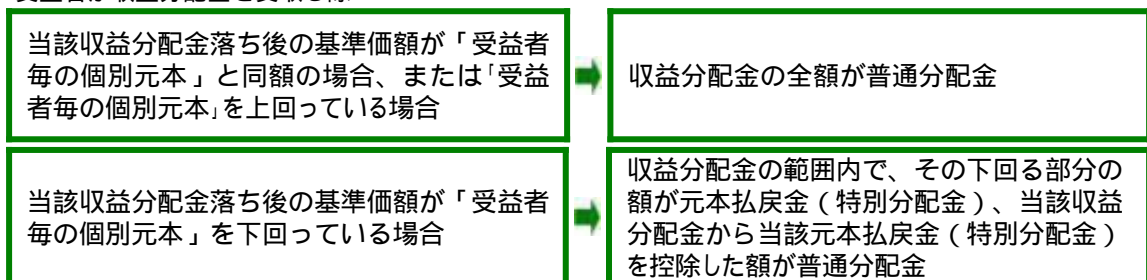 当該収益分配金落ち後の基準価額が「受益者
毎の個別元本」と同額の場合、または「受益
者毎の個別元本」を上回っている場合
収益分配金の全額が普通分配金
当該収益分配金落ち後の基準価額が「受益者
毎の個別元本」を下回っている場合
収益分配金の範囲内で、その下回る部分の
額が元本払戻金(特別分配金)、当該収益
分配金から当該元本払戻金(特別分配金)
を控除した額が普通分配金